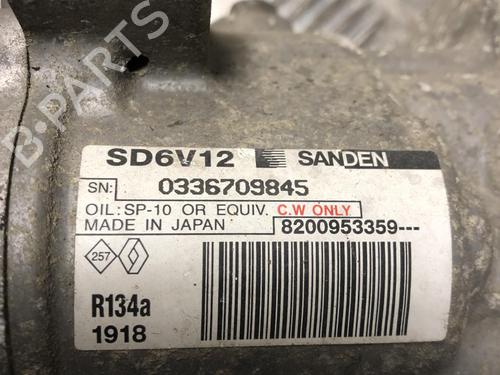 B-PARTS
SD6V12 SANDEN
SN: 0336709845
OIL: SP-10 OR EQUIV. C.W ONLY
MADE IN JAPAN 8200953359---
257
R134a
1918